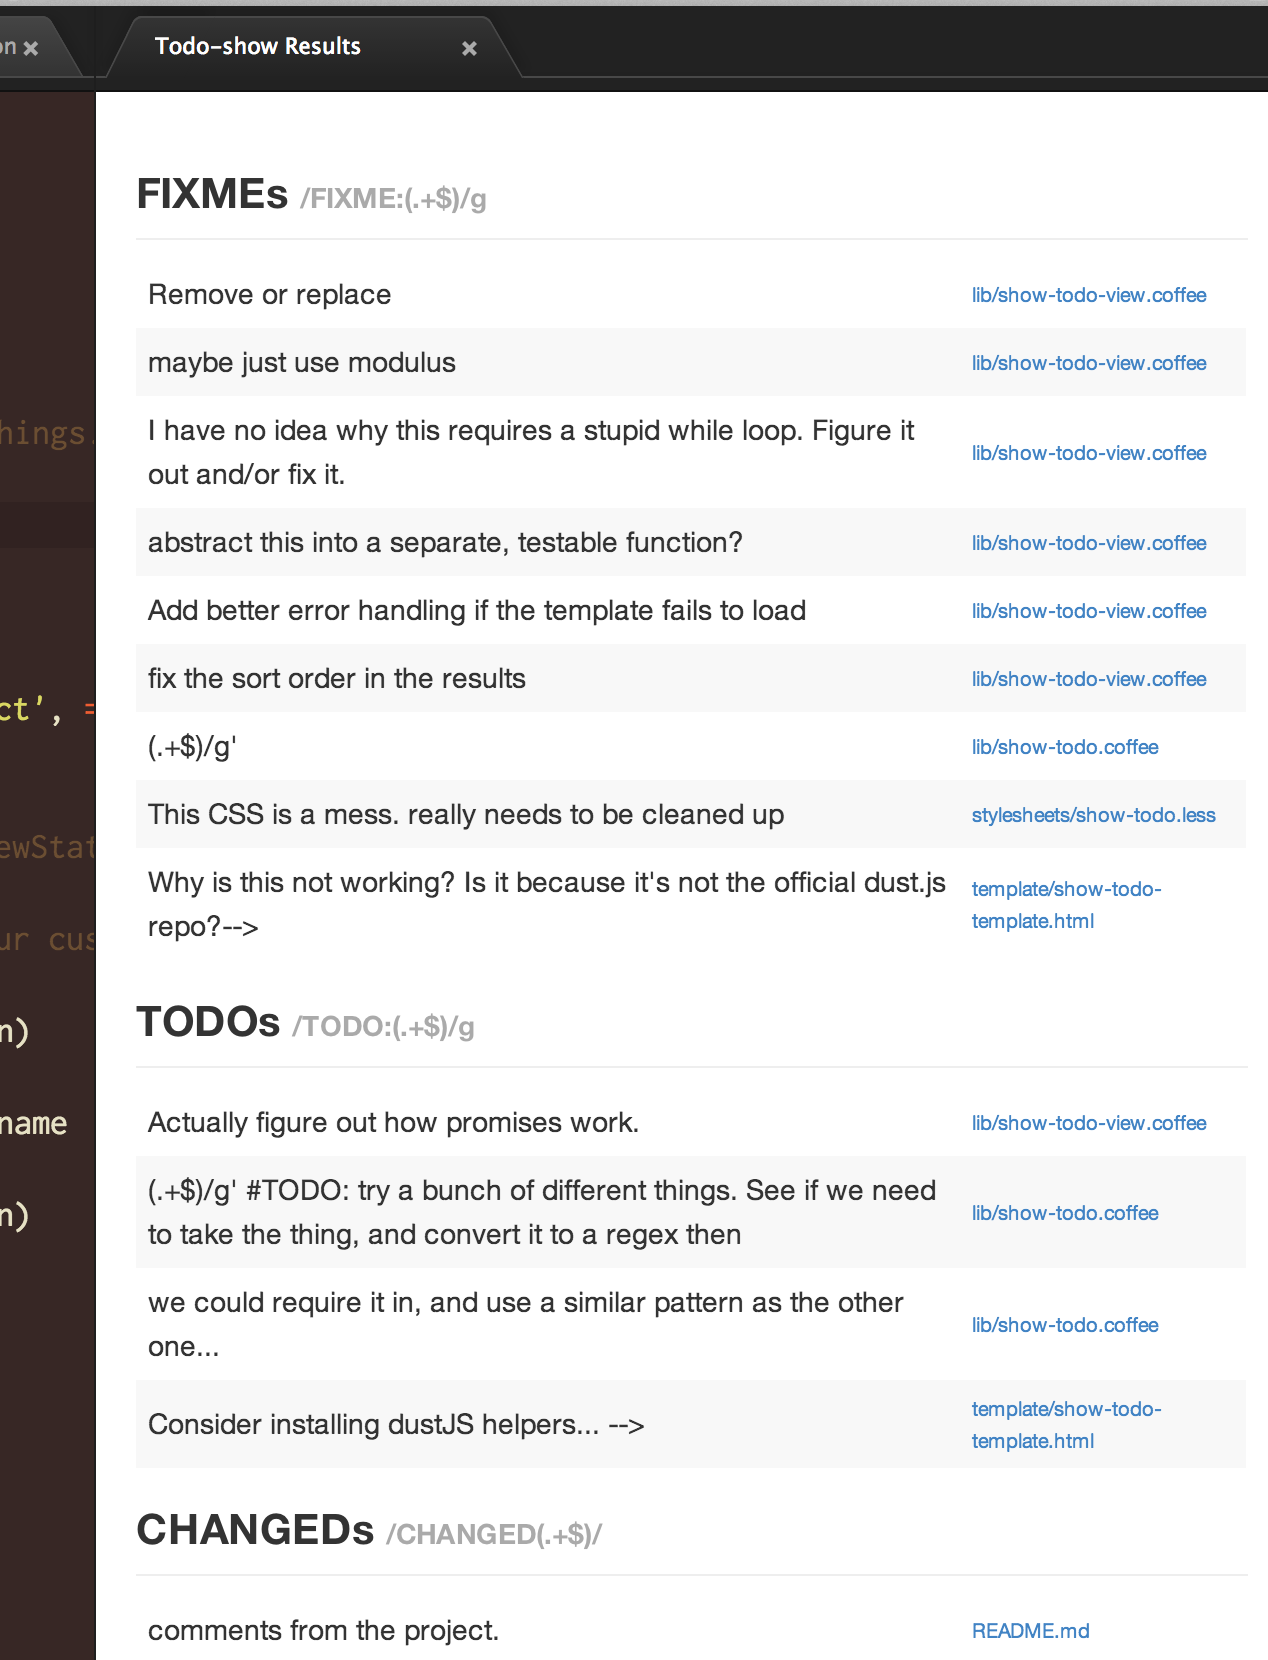 on ×
Todo-show Results ×
FIXMEs /FIXME:(.+$)/g
Remove or replace lib/show-todo-view.coffee
maybe just use modulus lib/show-todo-view.coffee
I have no idea why this requires a stupid while loop. Figure it
out and/or fix it.
lib/show-todo-view.coffee
abstract this into a separate, testable function? lib/show-todo-view.coffee
Add better error handling if the template fails to load lib/show-todo-view.coffee
fix the sort order in the results lib/show-todo-view.coffee
(.+$)/g' lib/show-todo.coffee
This CSS is a mess. really needs to be cleaned up stylesheets/show-todo.less
Why is this not working? Is it because it's not the official dust.js
repo?-->
template/show-todo-
template.html
TODOs /TODO:(.+$)/g
Actually figure out how promises work. lib/show-todo-view.coffee
(.+$)/g' #TODO: try a bunch of different things. See if we need
to take the thing, and convert it to a regex then
lib/show-todo.coffee
we could require it in, and use a similar pattern as the other
one...
lib/show-todo.coffee
Consider installing dustJS helpers... -->
template/show-todo-
template.html
CHANGEDs /CHANGED(.+$)/
comments from the project. README.md
hings.
ct', =
ewStat
ur cus
n)
name
n)